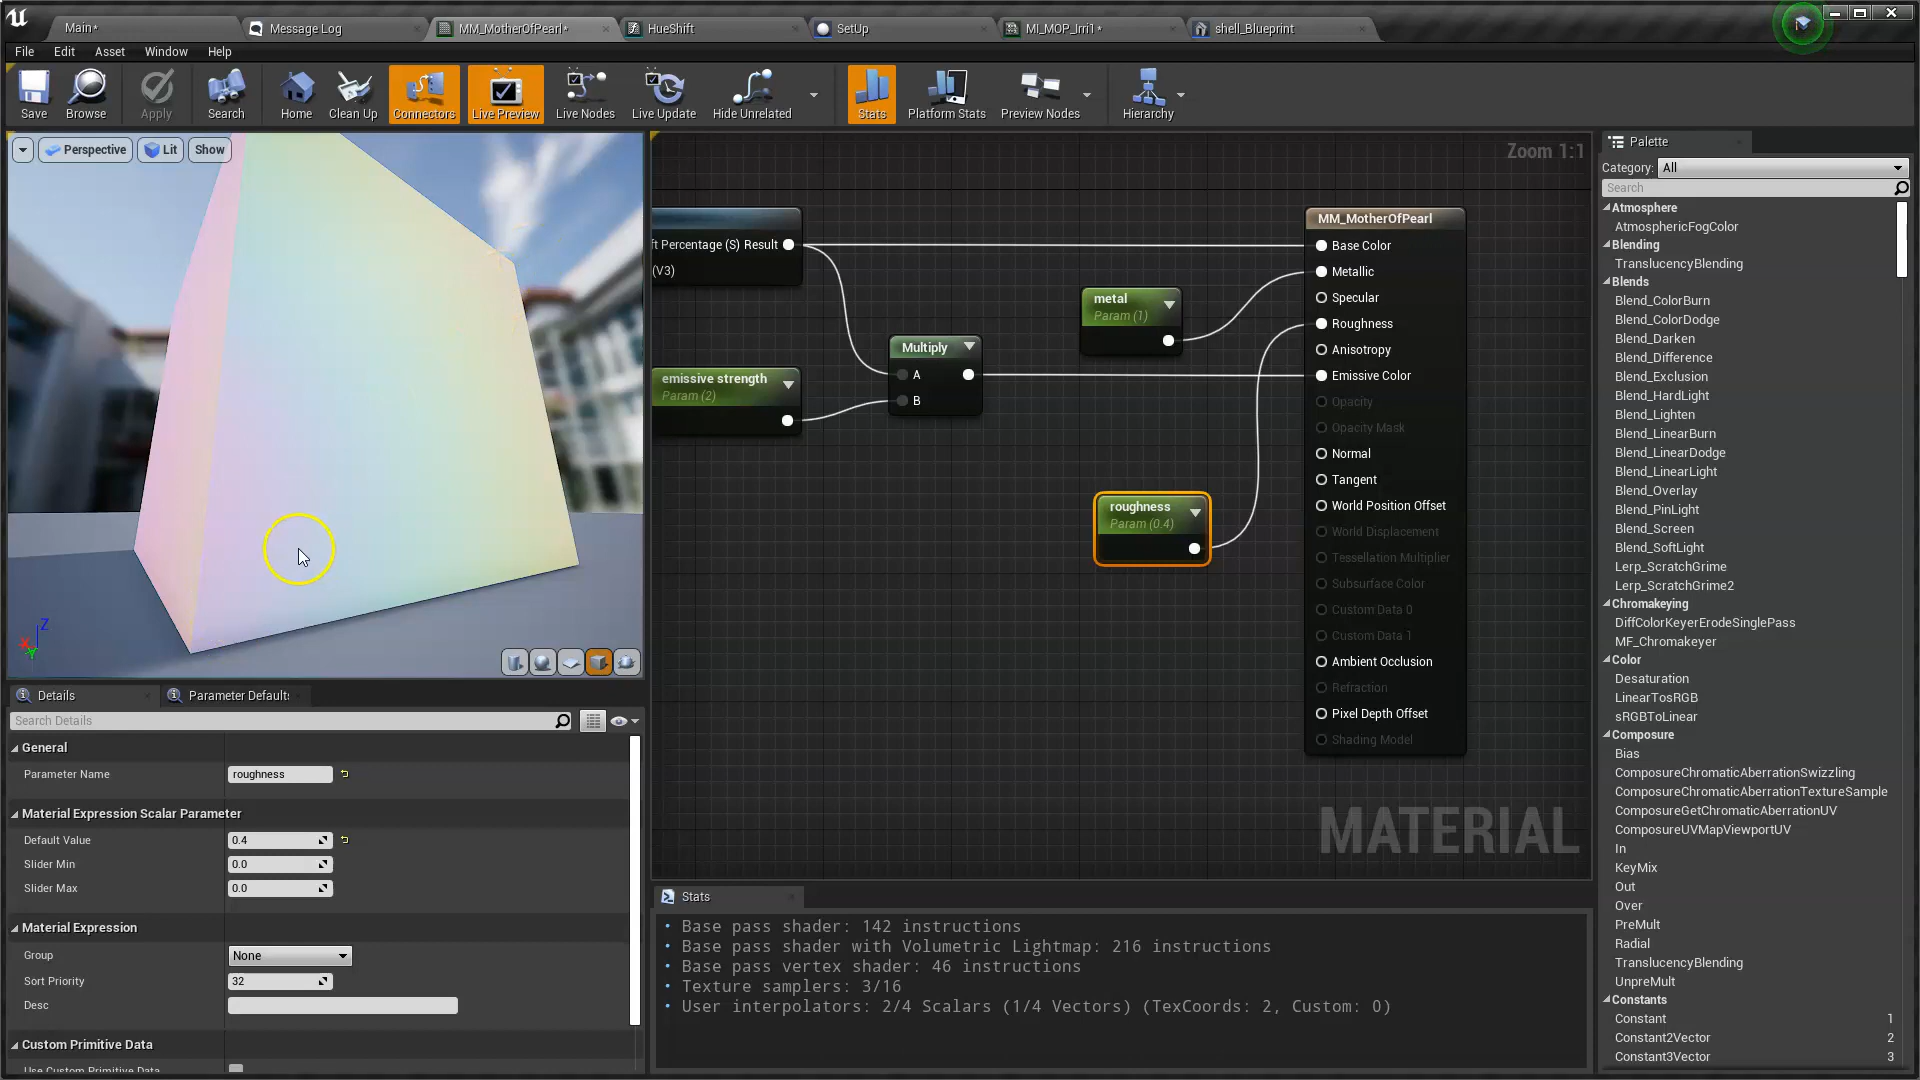 Main*
Message Log
MM_MotherOfPearl*
HueShift
SetUp
MI_MOP_Irri1*
shell_Blueprint
File
Edit
Asset
Window
Help
Save
Browse
Apply
Search
Home
Clean Up
Connectors
Live Preview
Live Nodes
Live Update
Hide Unrelated
Stats
Platform Stats
Preview Nodes
Hierarchy
Perspective
Lit
Show
Z
X
Y
Details
Parameter Defaults
Search Details
General
Parameter Name
roughness
Material Expression Scalar Parameter
Default Value
0.4
Slider Min
0.0
Slider Max
0.0
Material Expression
Group
None
Sort Priority
32
Desc
Custom Primitive Data
Use Custom Primitive Data
Zoom 1:1
ft Percentage (S) Result
(V3)
emissive strength
Param (2)
Multiply
A
B
metal
Param (1)
roughness
Param (0.4)
MM_MotherOfPearl
Base Color
Metallic
Specular
Roughness
Anisotropy
Emissive Color
Opacity
Opacity Mask
Normal
Tangent
World Position Offset
World Displacement
Tessellation Multiplier
Subsurface Color
Custom Data 0
Custom Data 1
Ambient Occlusion
Refraction
Pixel Depth Offset
Shading Model
MATERIAL
Stats
Base pass shader: 142 instructions
Base pass shader with Volumetric Lightmap: 216 instructions
Base pass vertex shader: 46 instructions
Texture samplers: 3/16
User interpolators: 2/4 Scalars (1/4 Vectors) (TexCoords: 2, Custom: 0)
Palette
Category: All
Search
Atmosphere
AtmosphericFogColor
Blending
TranslucencyBlending
Blends
Blend_ColorBurn
Blend_ColorDodge
Blend_Darken
Blend_Difference
Blend_Exclusion
Blend_HardLight
Blend_Lighten
Blend_LinearBurn
Blend_LinearDodge
Blend_LinearLight
Blend_Overlay
Blend_PinLight
Blend_Screen
Blend_SoftLight
Lerp_ScratchGrime
Lerp_ScratchGrime2
Chromakeying
DiffColorKeyerErodeSinglePass
MF_Chromakeyer
Color
Desaturation
LinearTosRGB
sRGBToLinear
Composure
Bias
ComposureChromaticAberrationSwizzling
ComposureChromaticAberrationTextureSample
ComposureGetChromaticAberrationUV
ComposureUVMapViewportUV
In
KeyMix
Out
Over
PreMult
Radial
TranslucencyBlending
UnpreMult
Constants
Constant 1
Constant2Vector 2
Constant3Vector 3